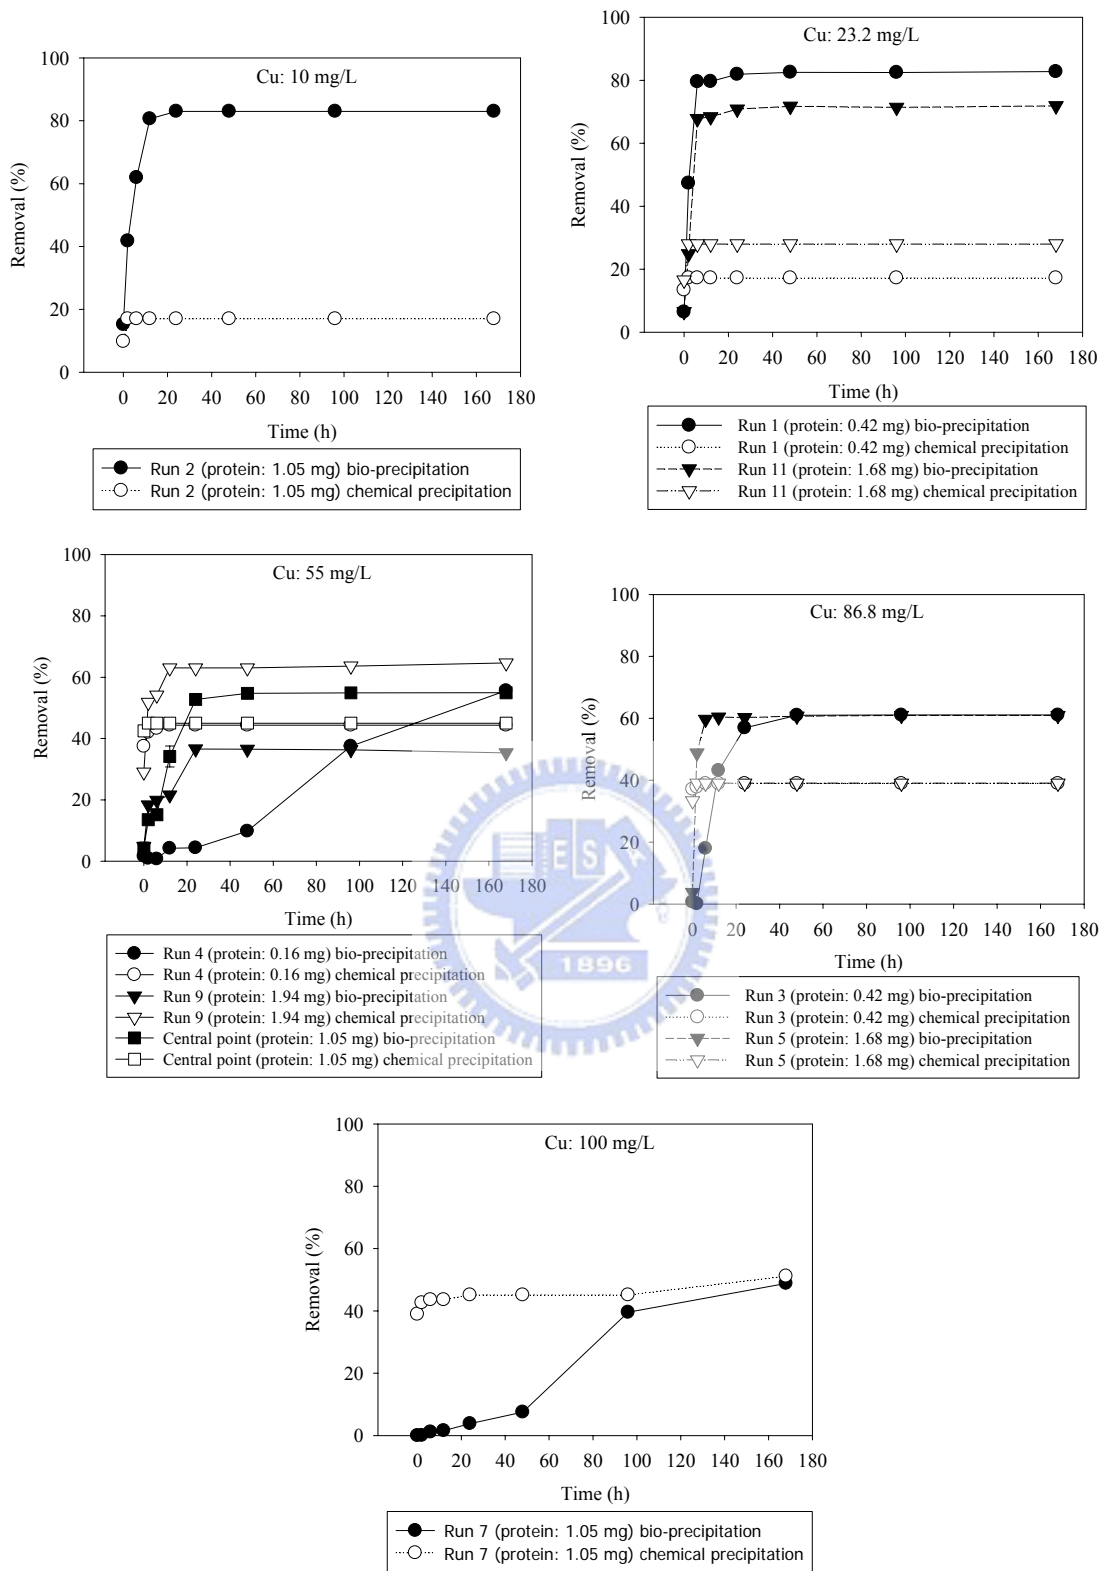 Cu: 10 mg/L
Removal (%)
100
80
60
40
20
0
0 20 40 60 80 100 120 140 160 180
Time (h)
Run 2 (protein: 1.05 mg) bio-precipitation
Run 2 (protein: 1.05 mg) chemical precipitation
Cu: 23.2 mg/L
Removal (%)
100
80
60
40
20
0
0 20 40 60 80 100 120 140 160 180
Time (h)
Run 1 (protein: 0.42 mg) bio-precipitation
Run 1 (protein: 0.42 mg) chemical precipitation
Run 11 (protein: 1.68 mg) bio-precipitation
Run 11 (protein: 1.68 mg) chemical precipitation
Cu: 55 mg/L
Removal (%)
100
80
60
40
20
0
0 20 40 60 80 100 120 140 160 180
Time (h)
Run 4 (protein: 0.16 mg) bio-precipitation
Run 4 (protein: 0.16 mg) chemical precipitation
Run 9 (protein: 1.94 mg) bio-precipitation
Run 9 (protein: 1.94 mg) chemical precipitation
Central point (protein: 1.05 mg) bio-precipitation
Central point (protein: 1.05 mg) chemical precipitation
Cu: 86.8 mg/L
Removal (%)
100
80
60
40
20
0
0 20 40 60 80 100 120 140 160 180
Time (h)
Run 3 (protein: 0.42 mg) bio-precipitation
Run 3 (protein: 0.42 mg) chemical precipitation
Run 5 (protein: 1.68 mg) bio-precipitation
Run 5 (protein: 1.68 mg) chemical precipitation
ES
1896
Cu: 100 mg/L
Removal (%)
100
80
60
40
20
0
0 20 40 60 80 100 120 140 160 180
Time (h)
Run 7 (protein: 1.05 mg) bio-precipitation
Run 7 (protein: 1.05 mg) chemical precipitation